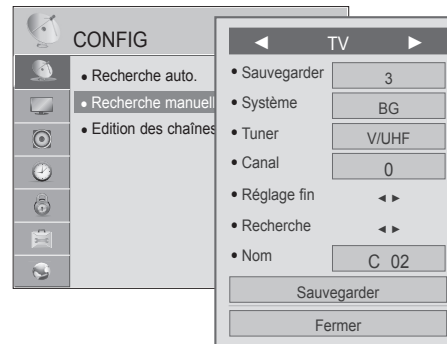 CONFIG
• Recherche auto.
• Recherche manuell
• Edition des chaînes
◄ TV ►
• Sauvegarder 3
• Système BG
• Tuner V/UHF
• Canal 0
• Réglage fin ◄ ►
• Recherche ◄ ►
• Nom C 02
Sauvegarder
Fermer